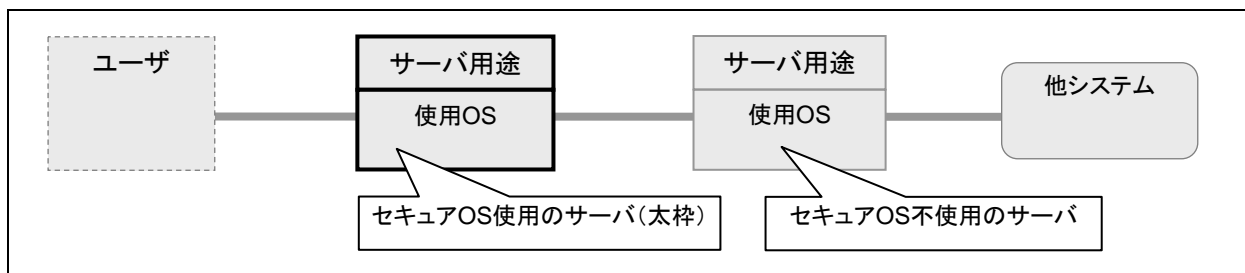 ユーザ
サーバ用途
使用OS
サーバ用途
使用OS
他システム
セキュアOS使用のサーバ(太枠)
セキュアOS不使用のサーバ